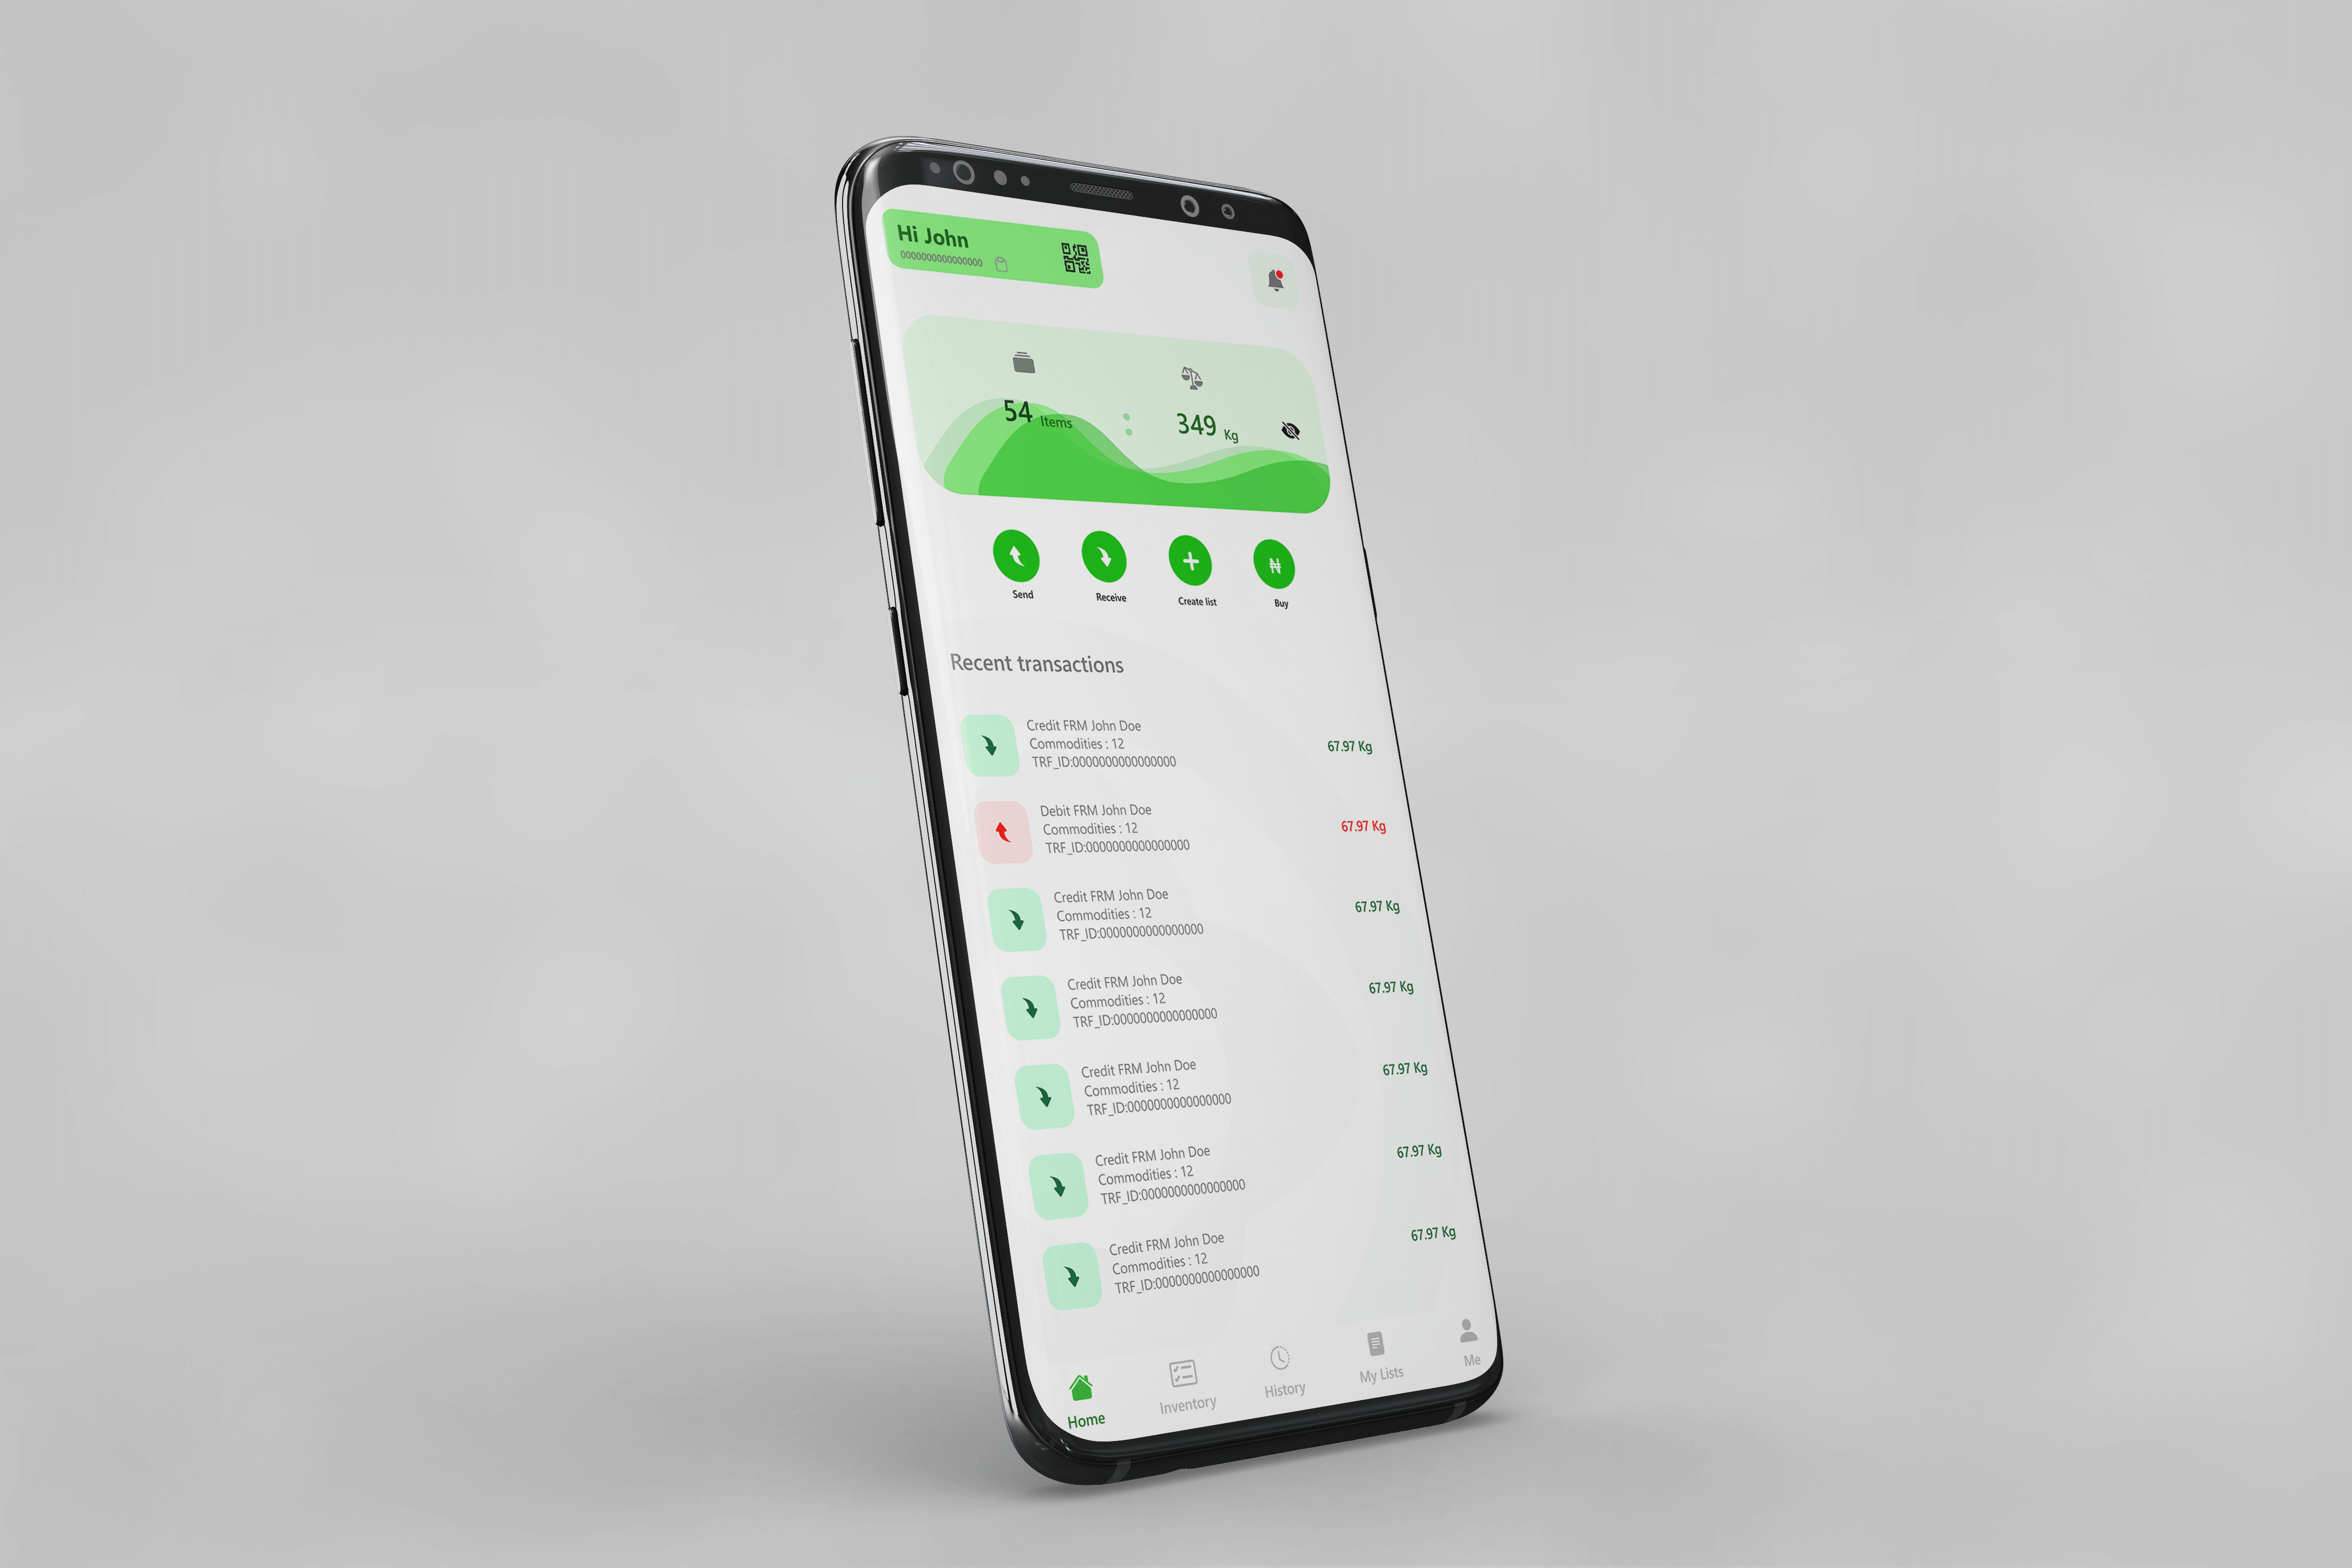 Hi John
0000000000000000
54 Items : 349 Kg
Send
Receive
Create list
Buy
Recent transactions
Credit FRM John Doe
Commodities : 12
TRF_ID:0000000000000000
67.97 Kg
Debit FRM John Doe
Commodities : 12
TRF_ID:0000000000000000
67.97 Kg
Credit FRM John Doe
Commodities : 12
TRF_ID:0000000000000000
67.97 Kg
Credit FRM John Doe
Commodities : 12
TRF_ID:0000000000000000
67.97 Kg
Credit FRM John Doe
Commodities : 12
TRF_ID:0000000000000000
67.97 Kg
Credit FRM John Doe
Commodities : 12
TRF_ID:0000000000000000
67.97 Kg
Credit FRM John Doe
Commodities : 12
TRF_ID:0000000000000000
67.97 Kg
Home
Inventory
History
My Lists
Me